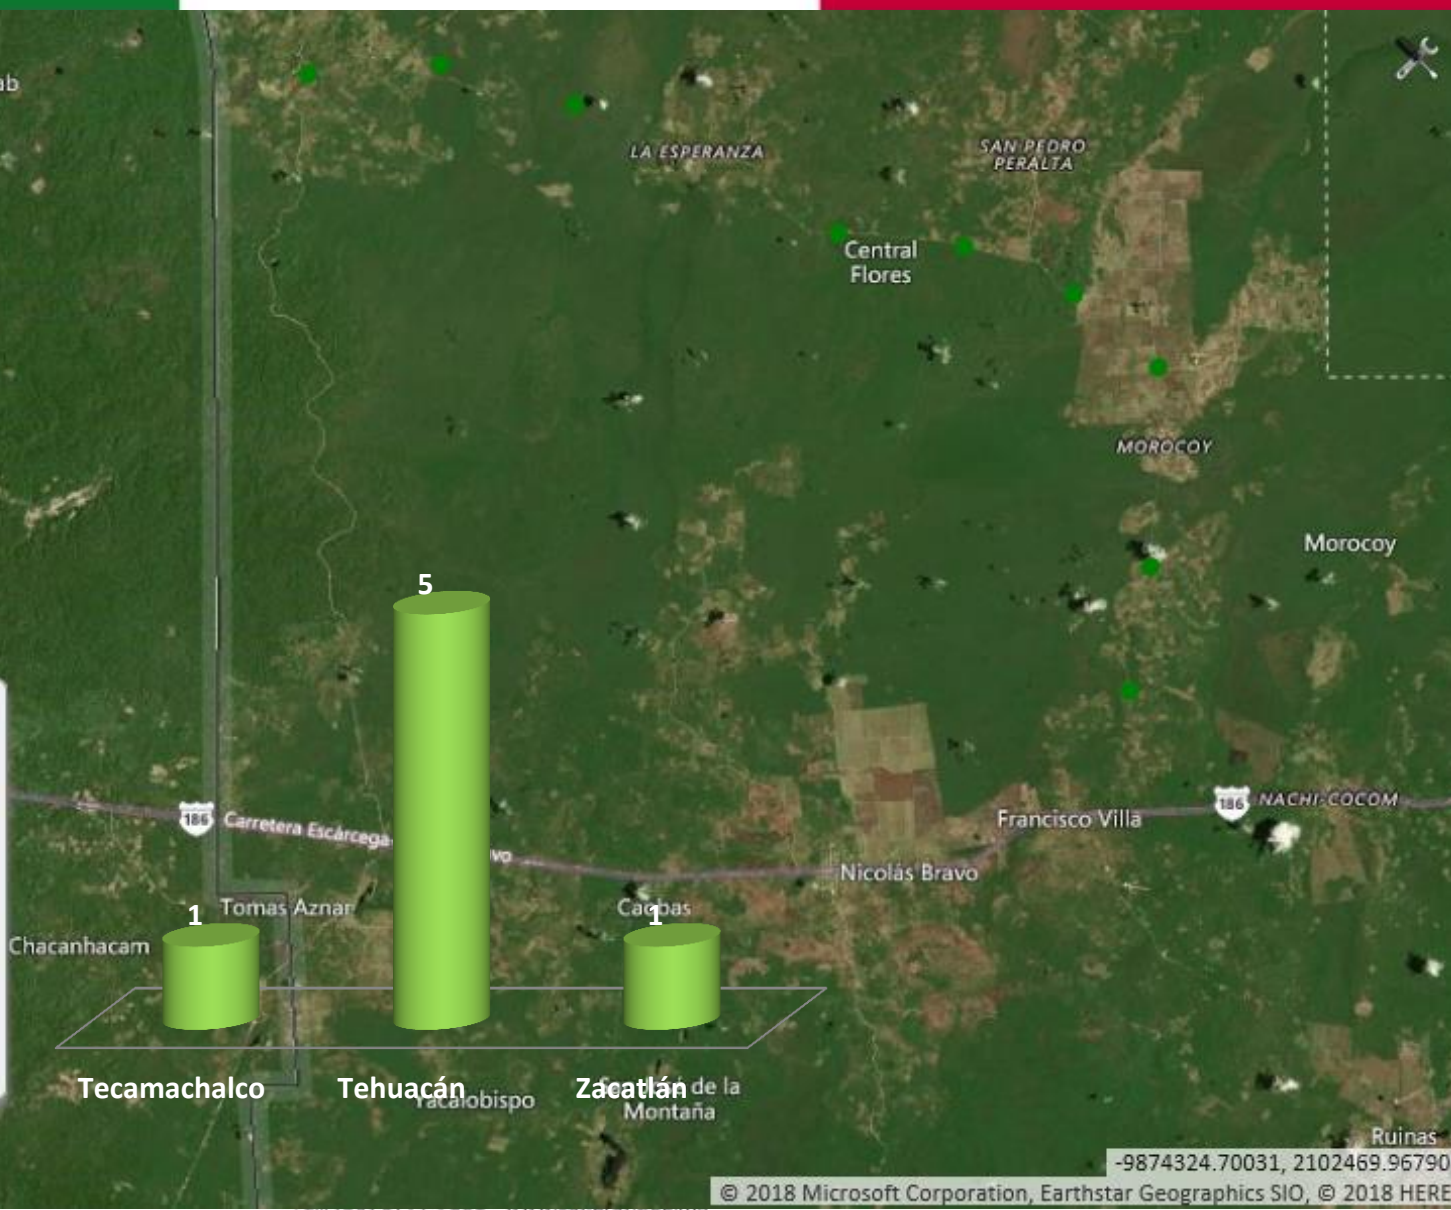 ab
LA ESPERANZA
SAN PEDRO
PERALTA
Central
Flores
MOROCOY
Morocoy
5
186
Carretera Escárcega
vo
Francisco Villa
186
NACHI-COCOM
Nicolás Bravo
1
Tomas Aznar
Caobas
1
Chacanhacam
Tecamachalco
Tehuacán
Zacatlán
de la
Montaña
Ruinas
-9874324.70031, 2102469.96790
© 2018 Microsoft Corporation, Earthstar Geographics SIO, © 2018 HERE